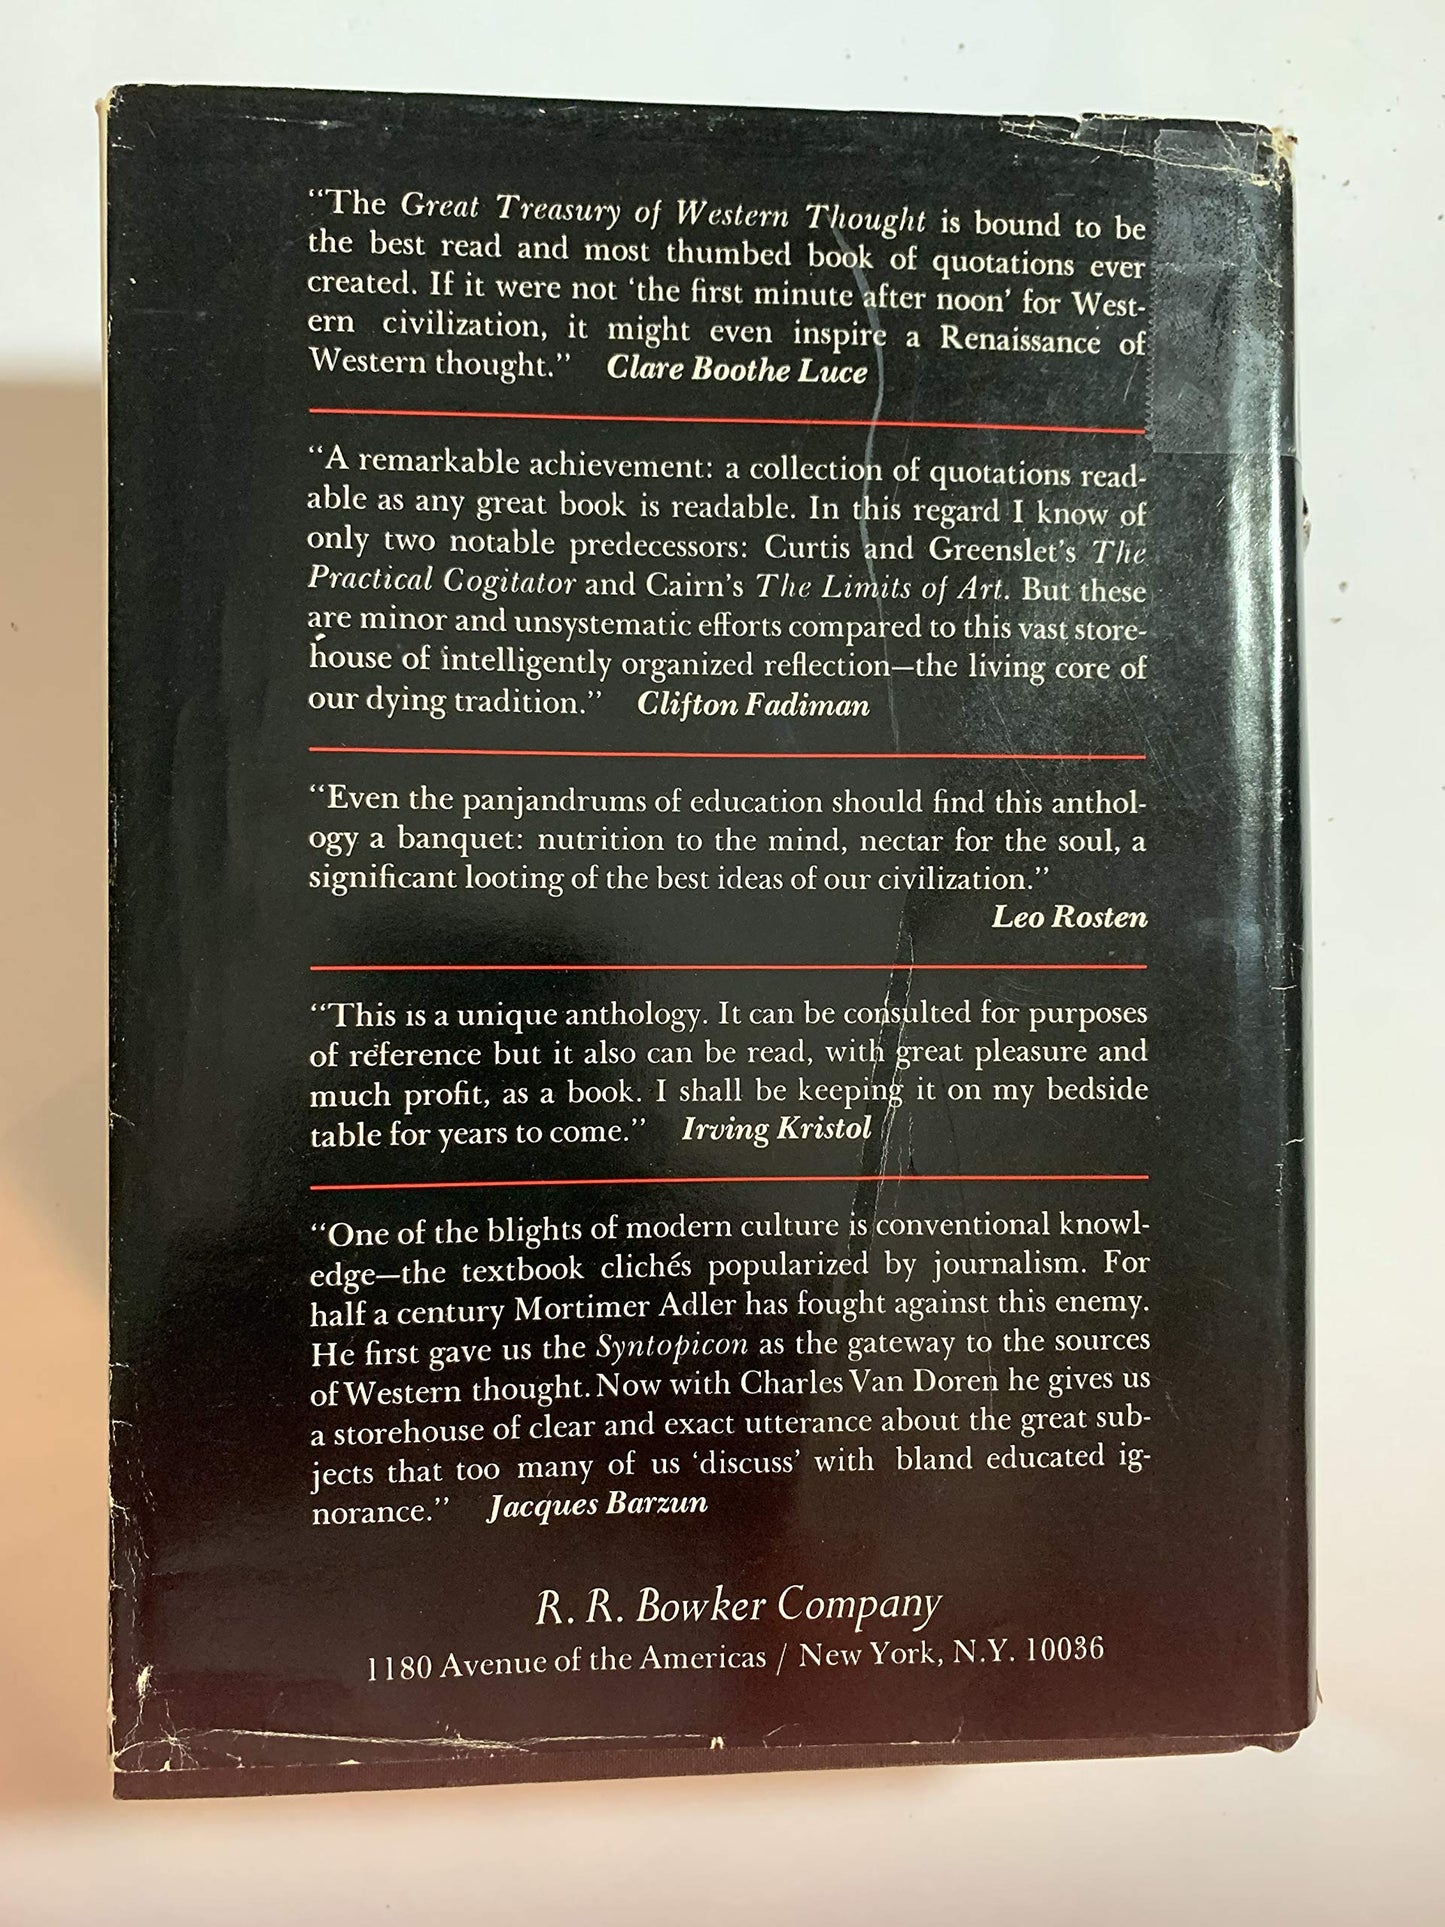 “The Great Treasury of Western Thought is bound to be
the best read and most thumbed book of quotations ever
created. If it were not ‘the first minute after noon’ for West-
ern civilization, it might even inspire a Renaissance of
Western thought.” Clare Boothe Luce
“A remarkable achievement: a collection of quotations read-
able as any great book is readable. In this regard I know of
only two notable predecessors: Curtis and Greenslet’s The
Practical Cogitator and Cairn’s The Limits of Art. But these
are minor and unsystematic efforts compared to this vast store-
house of intelligently organized reflection—the living core of
our dying tradition.” Clifton Fadiman
“Even the panjandrums of education should find this anthol-
ogy a banquet: nutrition to the mind, nectar for the soul, a
significant looting of the best ideas of our civilization.”
Leo Rosten
“This is a unique anthology. It can be consulted for purposes
of reference but it also can be read, with great pleasure and
much profit, as a book. I shall be keeping it on my bedside
table for years to come.” Irving Kristol
“One of the blights of modern culture is conventional knowl-
edge—the textbook clichés popularized by journalism. For
half a century Mortimer Adler has fought against this enemy.
He first gave us the Syntopicon as the gateway to the sources
of Western thought. Now with Charles Van Doren he gives us
a storehouse of clear and exact utterance about the great sub-
jects that too many of us ‘discuss’ with bland educated ig-
norance.” Jacques Barzun
R. R. Bowker Company
1180 Avenue of the Americas / New York, N.Y. 10036